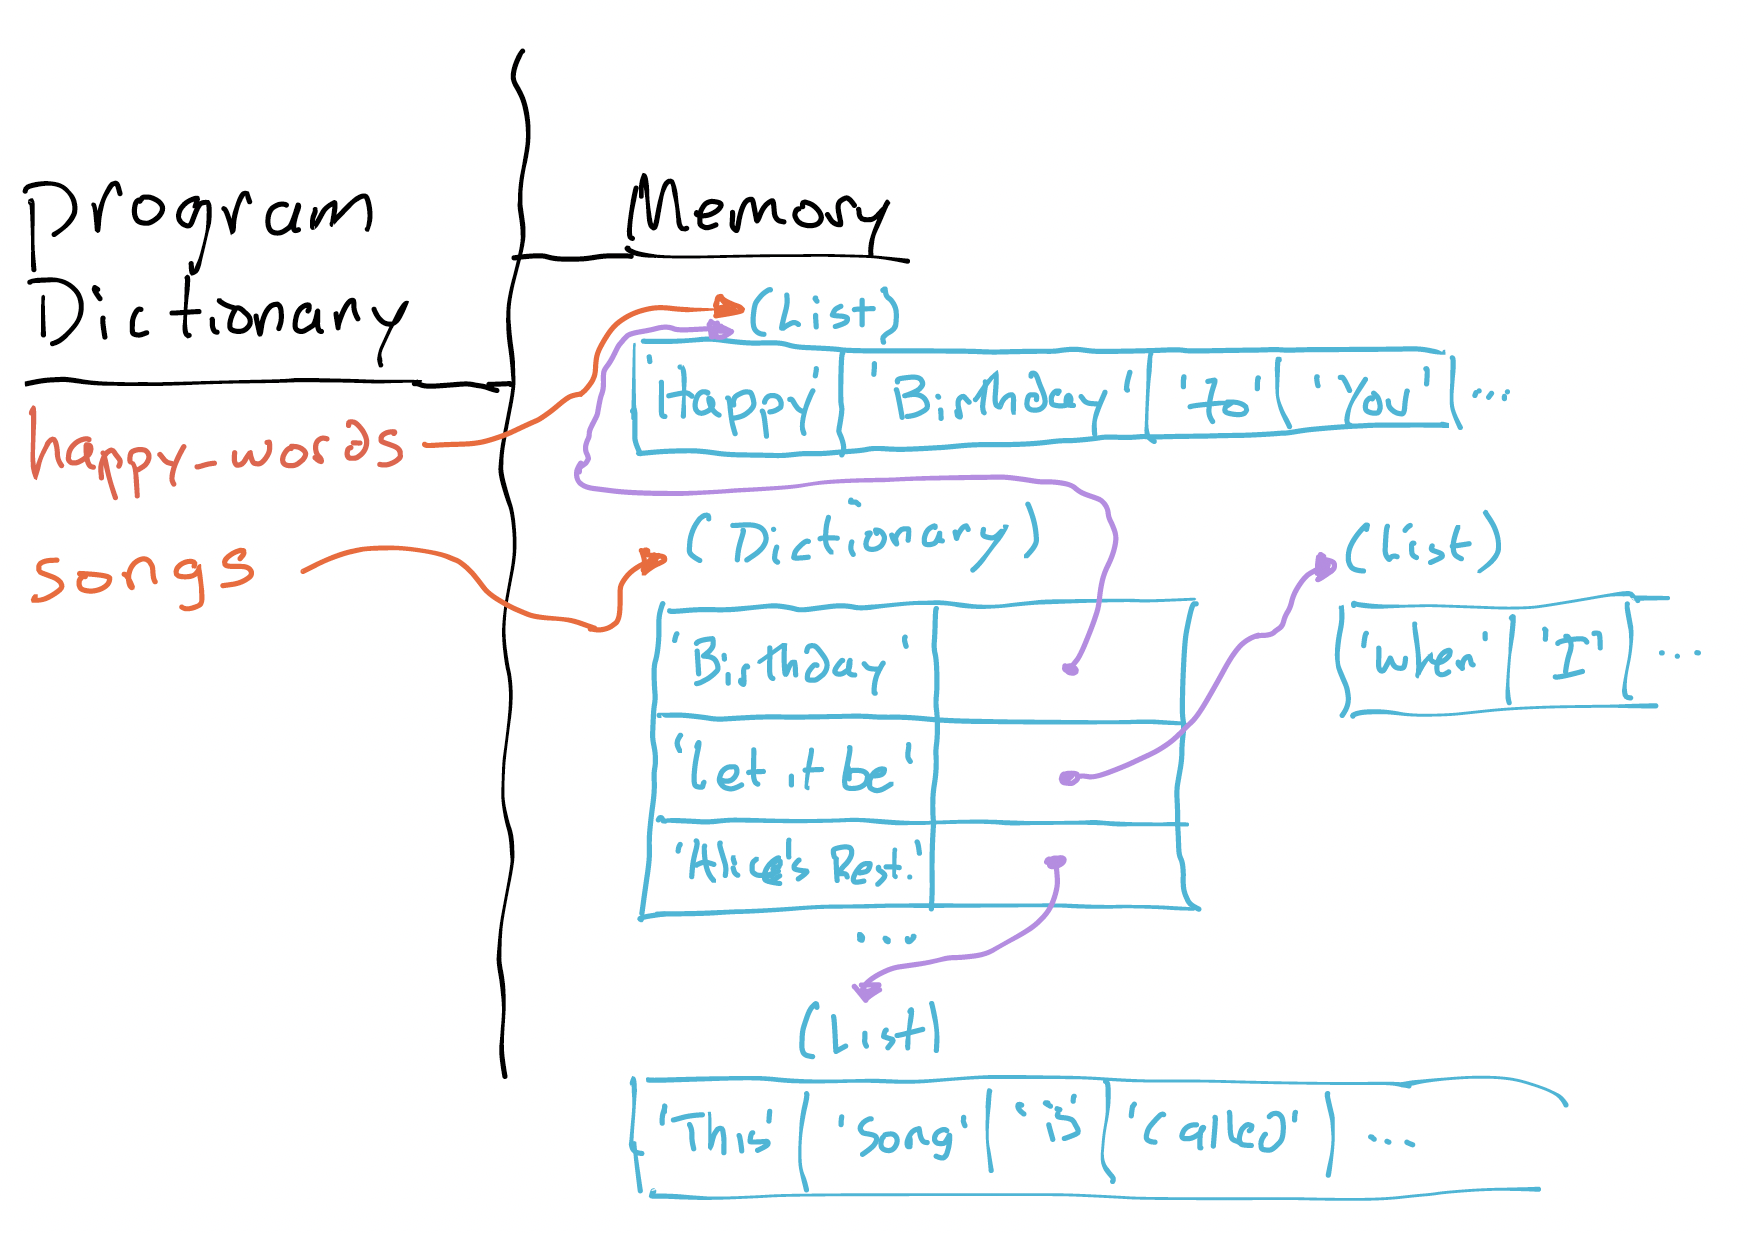 Program
Dictionary
Memory
happy-words
songs
(List)
'Happy' 'Birthday' 'to' 'You' ...
(Dictionary)
'Birthday'
'Let it be'
'Alice's Rest.'
...
(List)
'when' 'I' ...
(List)
'This' 'Song' 'is' 'Called' ...